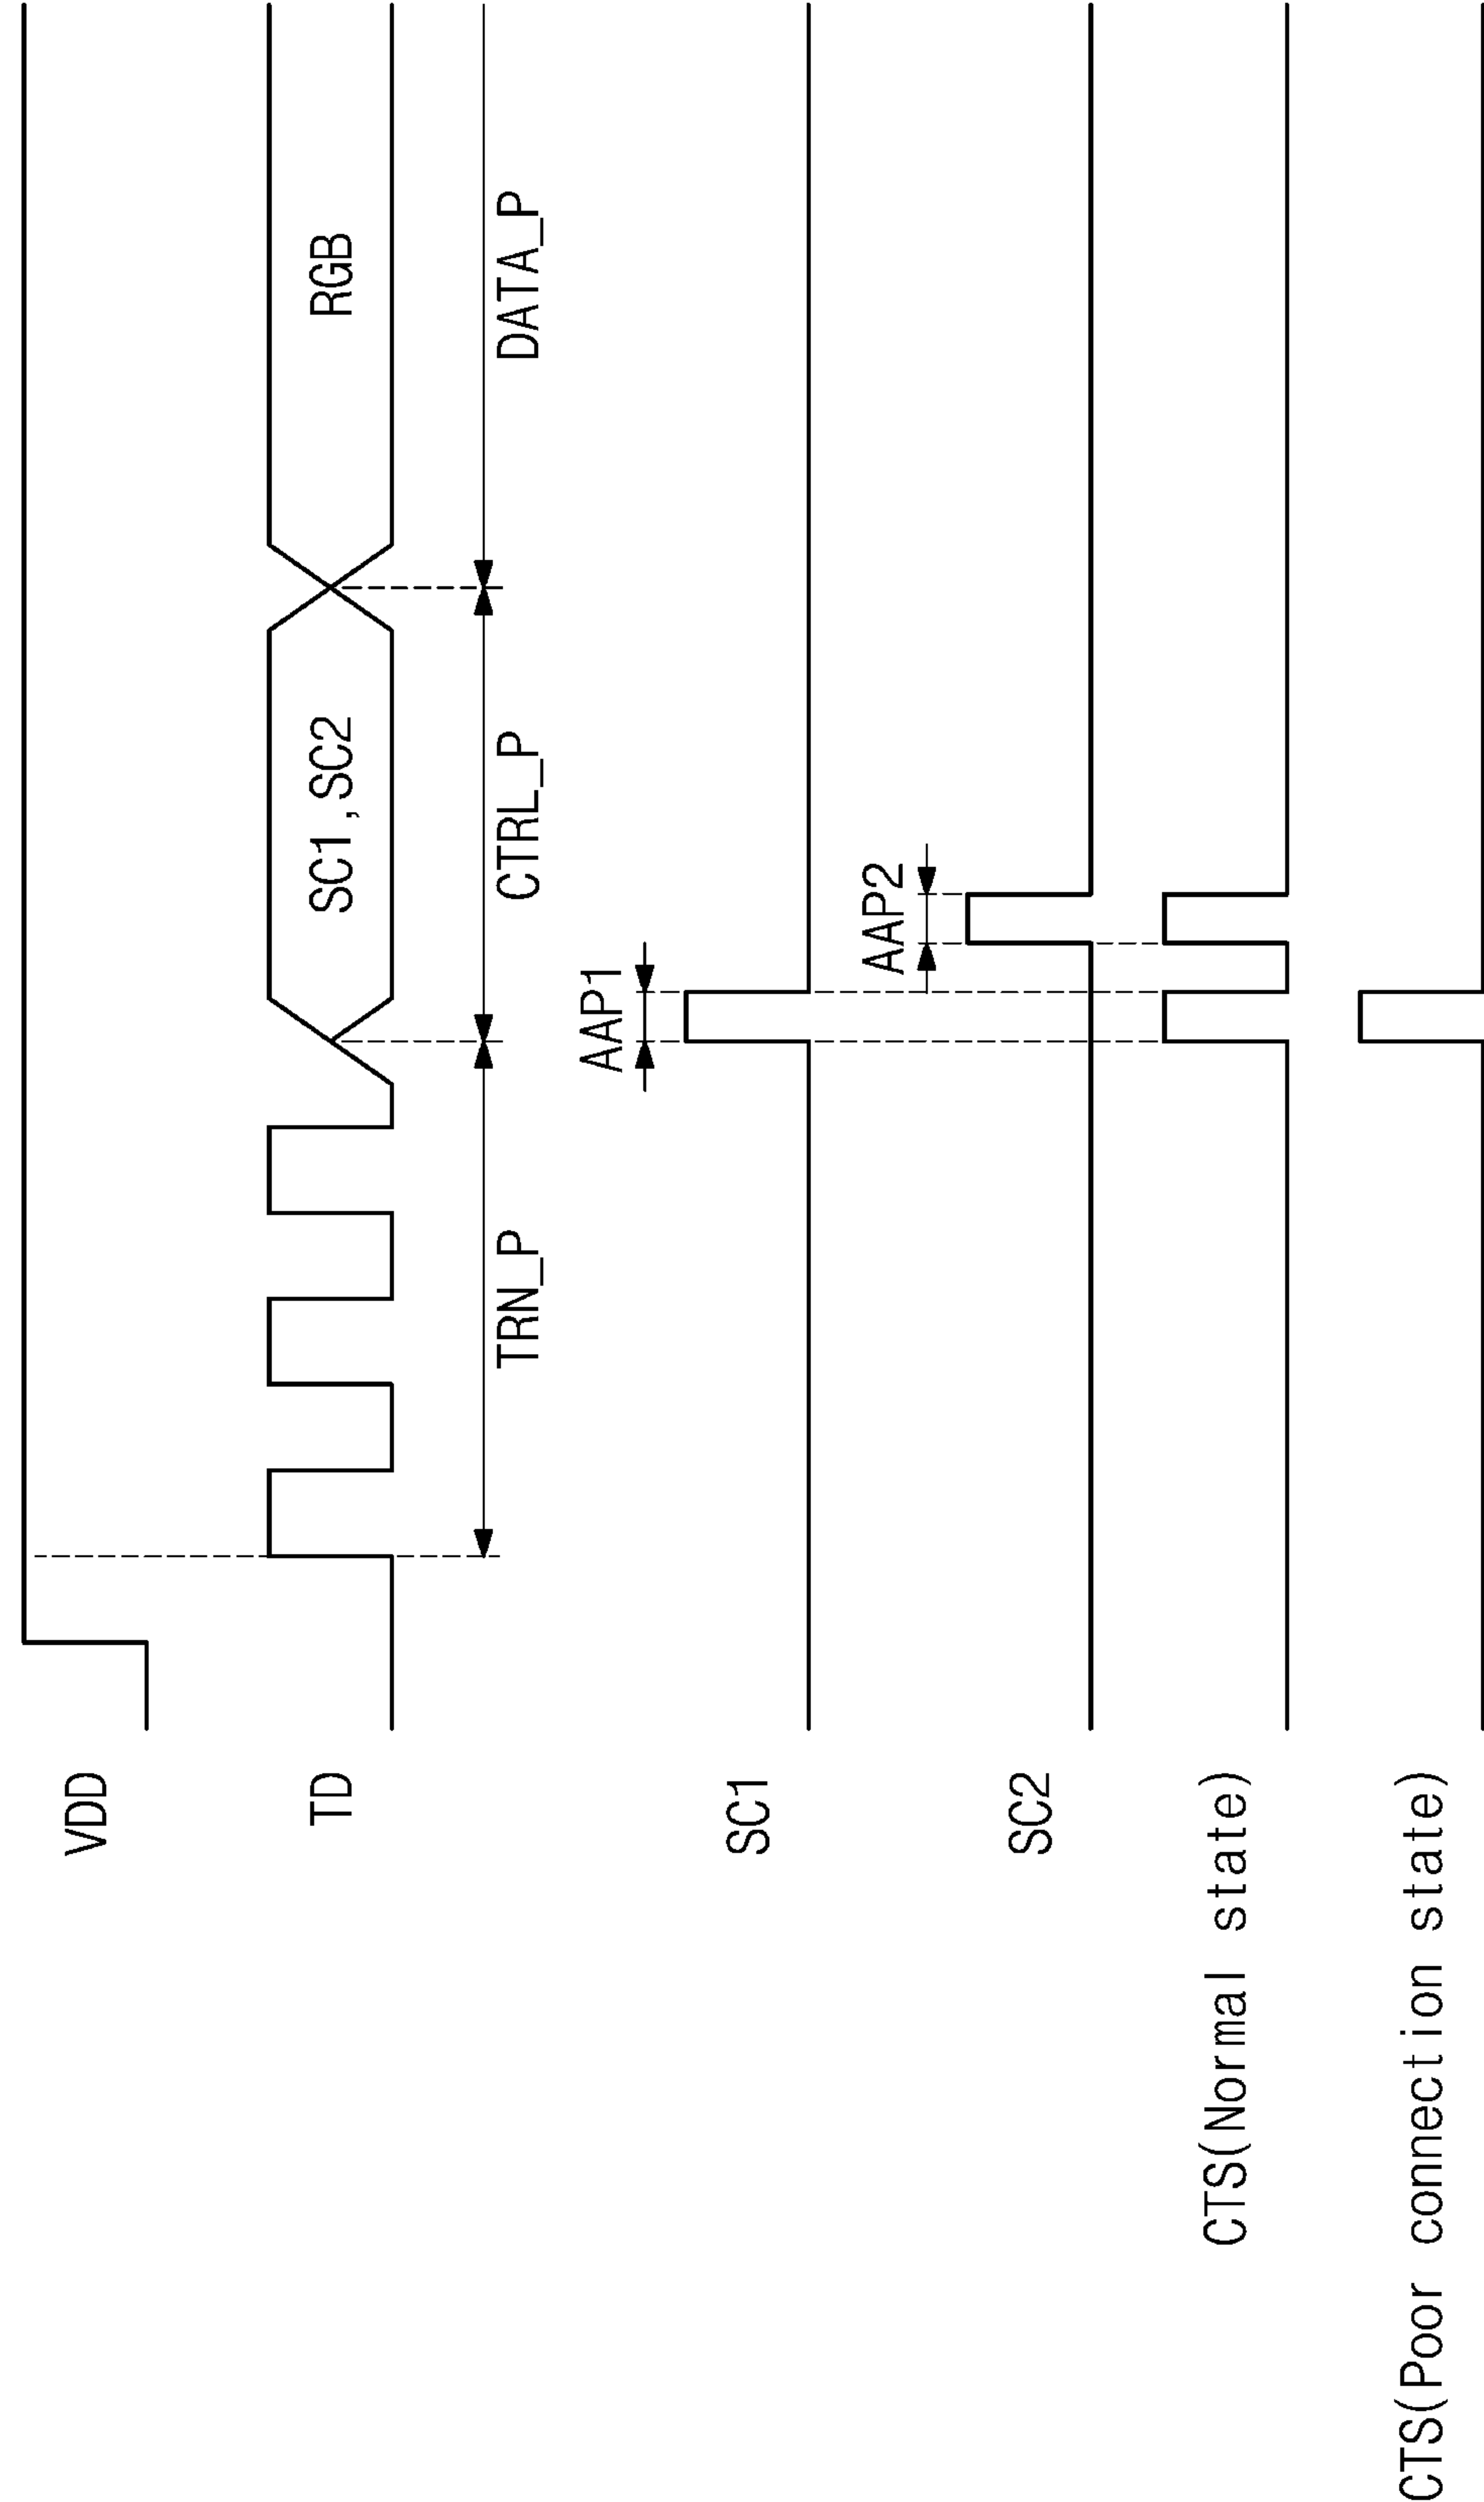 VDD
TD
SC1,SC2
RGB
TRN_P
CTRL_P
DATA_P
AAP1
SC1
AAP2
SC2
CTS(Normal state)
CTS(Poor connection state)